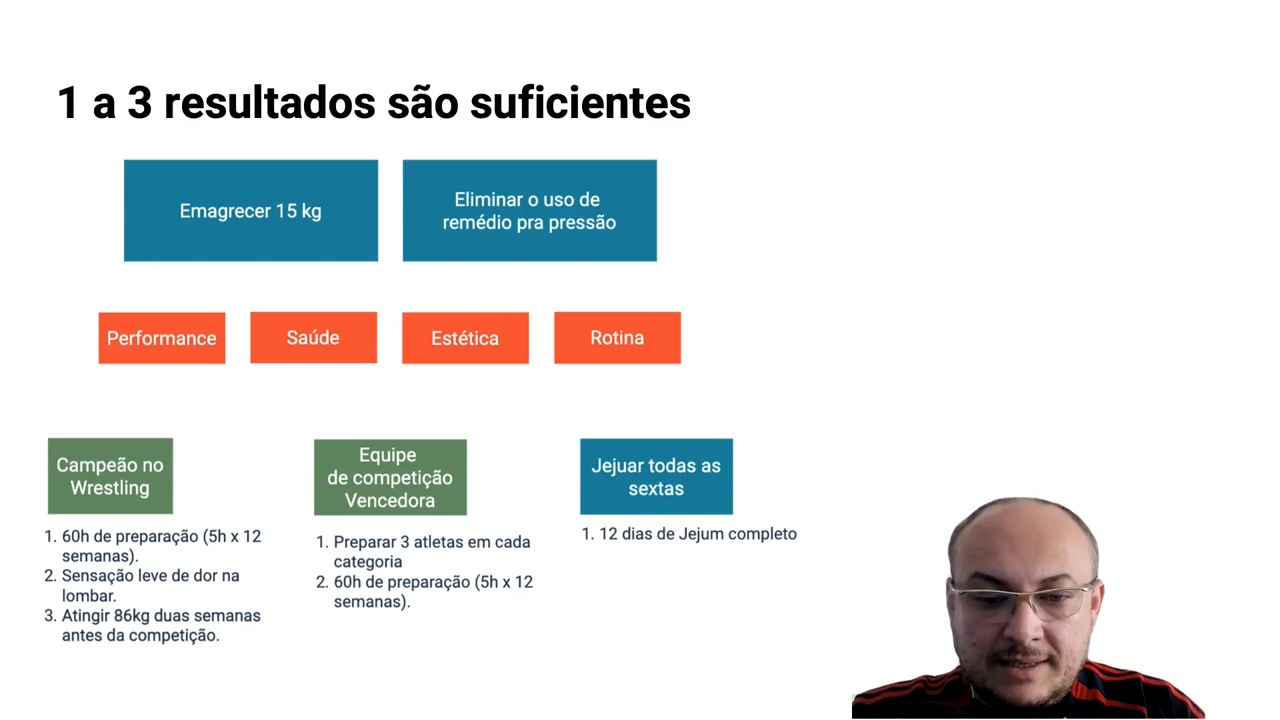 1 a 3 resultados são suficientes
Emagrecer 15 kg
Eliminar o uso de
remédio pra pressão
Performance
Saúde
Estética
Rotina
Campeão no
Wrestling
1. 60h de preparação (5h x 12
semanas).
2. Sensação leve de dor na
lombar.
3. Atingir 86kg duas semanas
antes da competição.
Equipe
de competição
Vencedora
1. Preparar 3 atletas em cada
categoria
2. 60h de preparação (5h x 12
semanas).
Jejuar todas as
sextas
1. 12 dias de Jejum completo